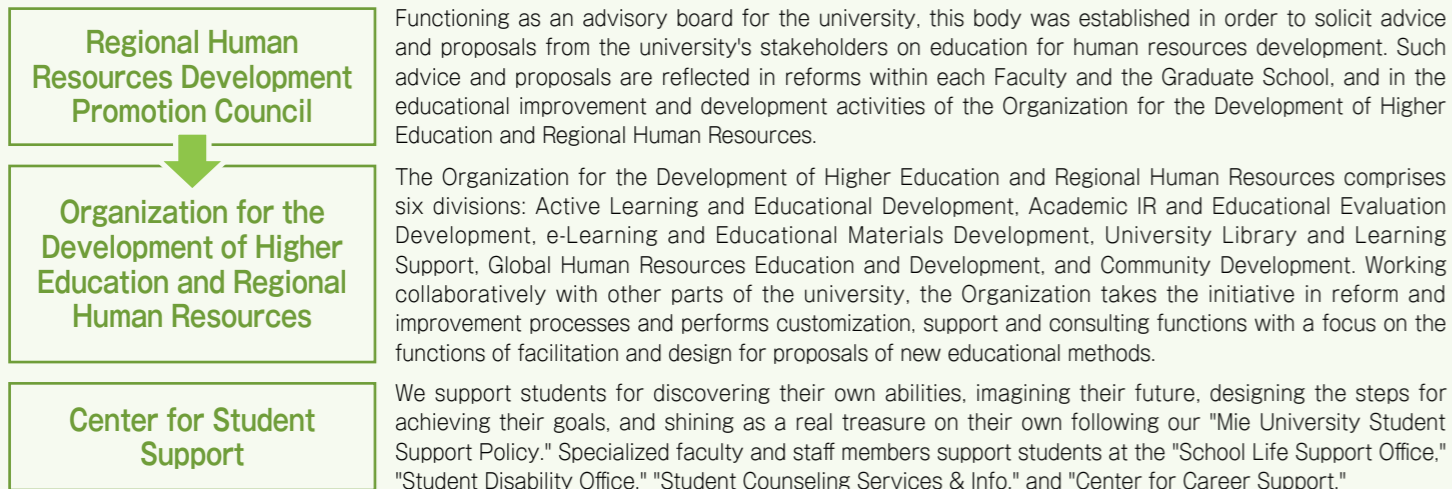 Regional Human
Resources Development
Promotion Council
Functioning as an advisory board for the university, this body was established in order to solicit advice
and proposals from the university's stakeholders on education for human resources development. Such
advice and proposals are reflected in reforms within each Faculty and the Graduate School, and in the
educational improvement and development activities of the Organization for the Development of Higher
Education and Regional Human Resources.
Organization for the
Development of Higher
Education and Regional
Human Resources
The Organization for the Development of Higher Education and Regional Human Resources comprises
six divisions: Active Learning and Educational Development, Academic IR and Educational Evaluation
Development, e-Learning and Educational Materials Development, University Library and Learning
Support, Global Human Resources Education and Development, and Community Development. Working
collaboratively with other parts of the university, the Organization takes the initiative in reform and
improvement processes and performs customization, support and consulting functions with a focus on the
functions of facilitation and design for proposals of new educational methods.
Center for Student
Support
We support students for discovering their own abilities, imagining their future, designing the steps for
achieving their goals, and shining as a real treasure on their own following our "Mie University Student
Support Policy." Specialized faculty and staff members support students at the "School Life Support Office,"
"Student Disability Office," "Student Counseling Services & Info," and "Center for Career Support."